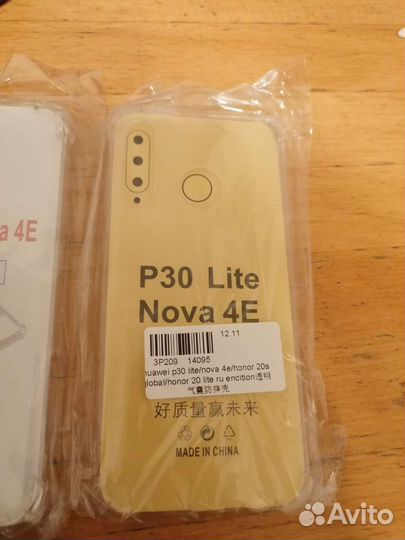 a 4E
P30 Lite
Nova 4E
12.11
3P209 14095
huawei p30 lite/nova 4e/honor 20s
global/honor 20 lite ru encition透明
气囊防摔壳
好质量赢未来
MADE IN CHINA
Avito